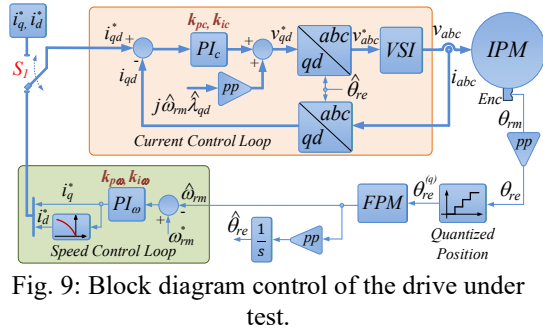 i*q, i*d
S1
i*qd
+
-
iqd
kpc, kic
PIc
+
+
v*qd
abc
qd
v*abc
VSI
vabc
IPM
iabc
Enc
θrm
pp
jω̂rmλ̂qd
pp
θ̂re
abc
qd
Current Control Loop
kpω, kiω
i*q
i*d
PIω
-
+
ω̂rm
ω*rm
Speed Control Loop
θ̂re
1
s
pp
FPM
θre(q)
θre
Quantized
Position
Fig. 9: Block diagram control of the drive under
test.